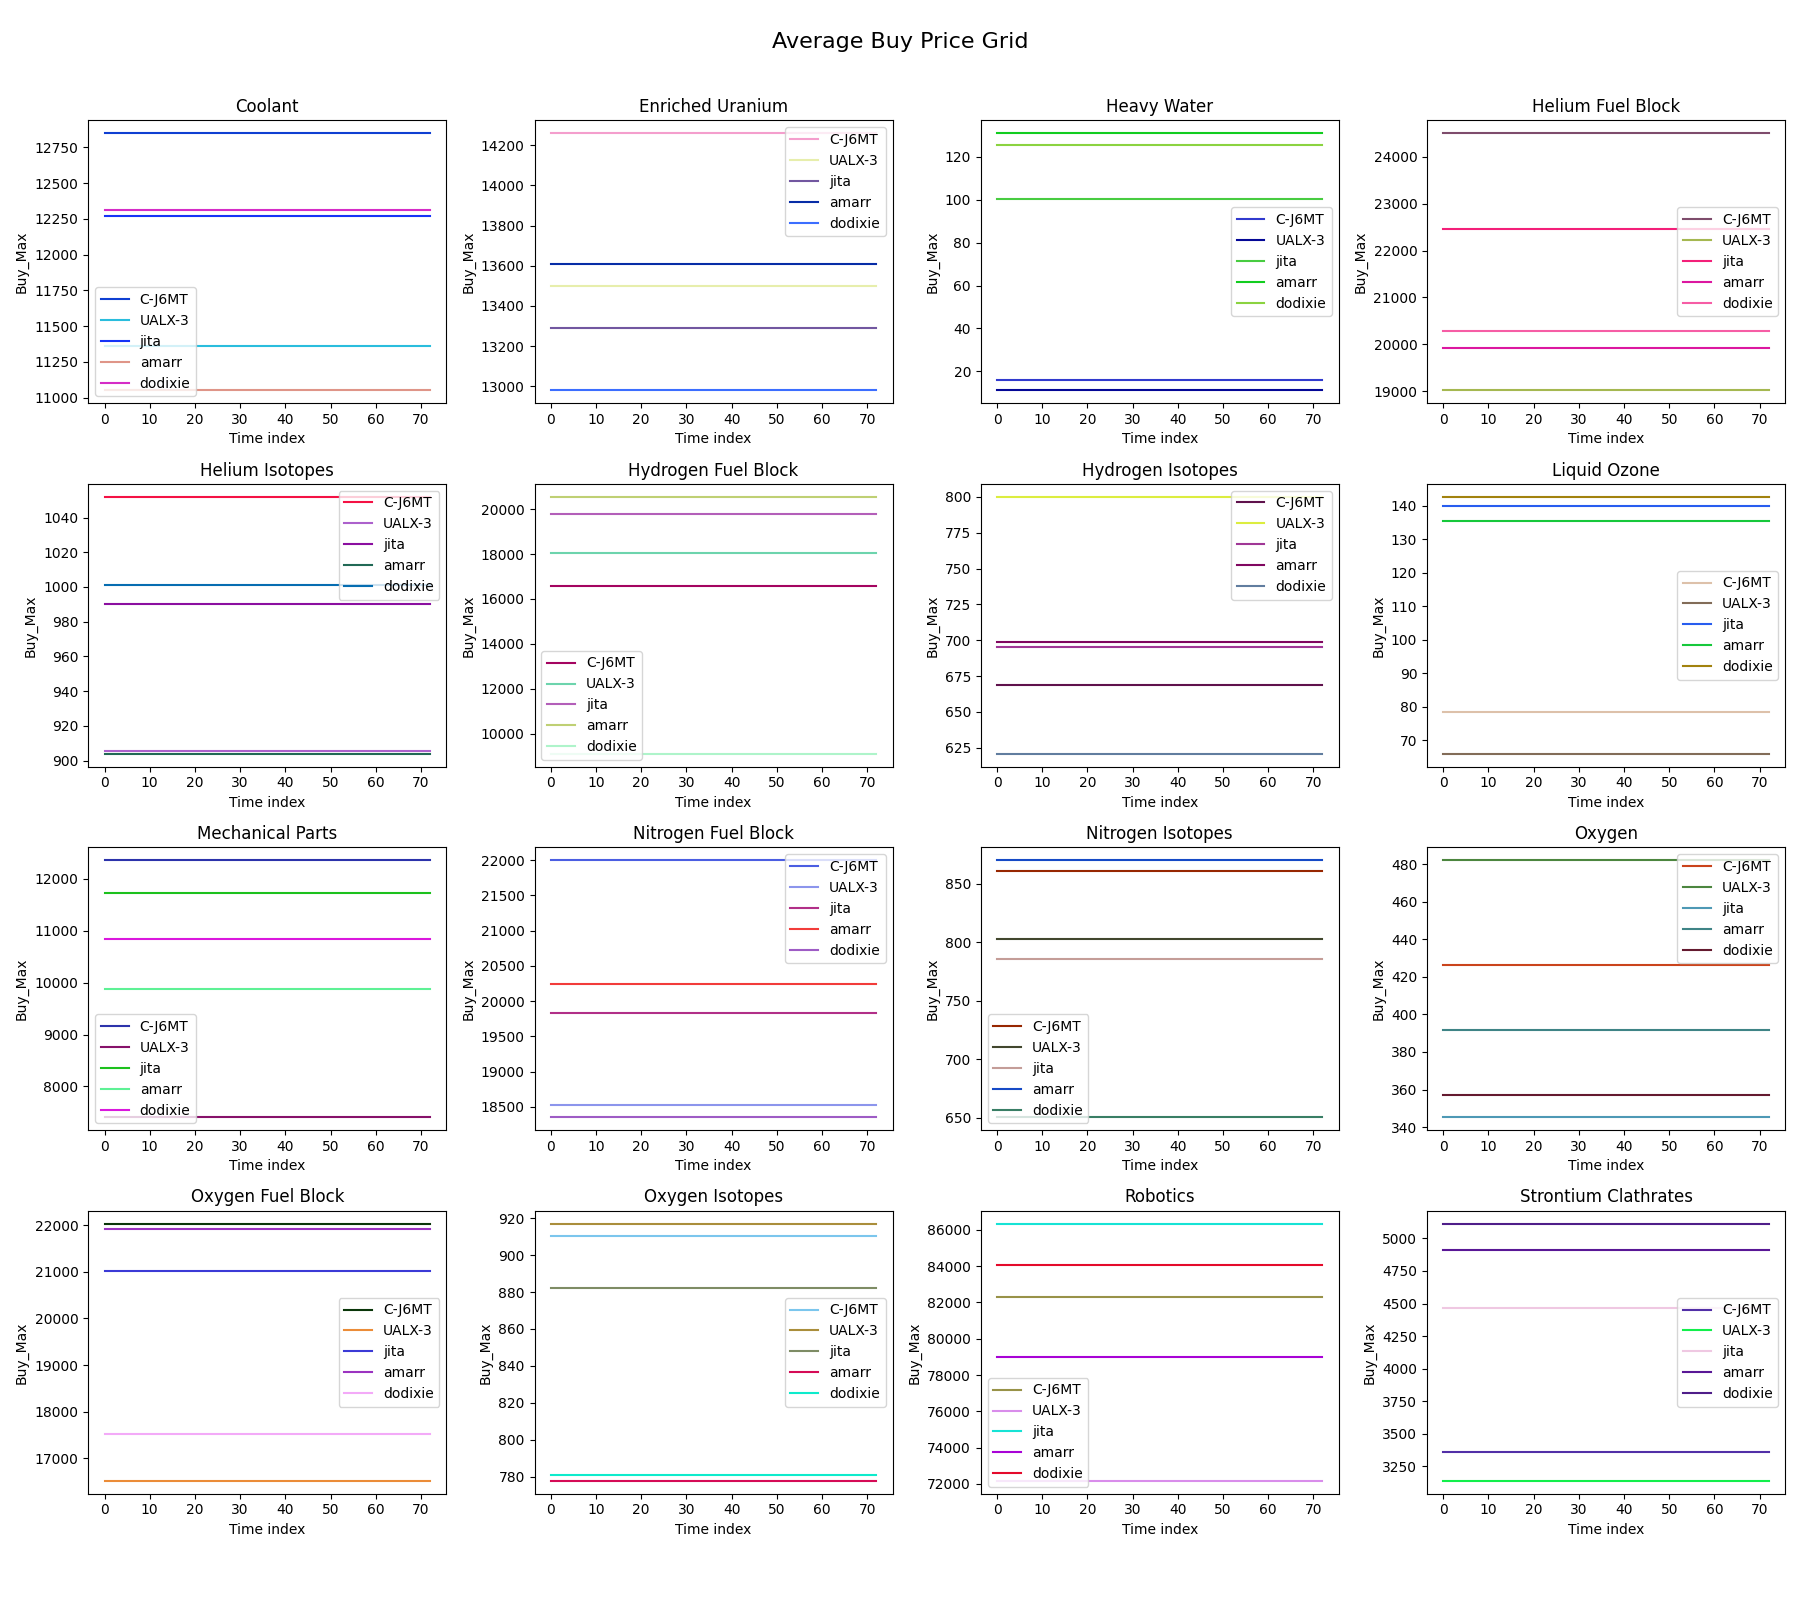 Average Buy Price Grid
Coolant
Buy_Max
12750
12500
12250
12000
11750
11500
11250
11000
C-J6MT
UALX-3
jita
amarr
dodixie
0 10 20 30 40 50 60 70
Time index
Enriched Uranium
Buy_Max
14200
14000
13800
13600
13400
13200
13000
C-J6MT
UALX-3
jita
amarr
dodixie
0 10 20 30 40 50 60 70
Time index
Heavy Water
Buy_Max
120
100
80
60
40
20
C-J6MT
UALX-3
jita
amarr
dodixie
0 10 20 30 40 50 60 70
Time index
Helium Fuel Block
Buy_Max
24000
23000
22000
21000
20000
19000
C-J6MT
UALX-3
jita
amarr
dodixie
0 10 20 30 40 50 60 70
Time index
Helium Isotopes
Buy_Max
1040
1020
1000
980
960
940
920
900
C-J6MT
UALX-3
jita
amarr
dodixie
0 10 20 30 40 50 60 70
Time index
Hydrogen Fuel Block
Buy_Max
20000
18000
16000
14000
12000
10000
C-J6MT
UALX-3
jita
amarr
dodixie
0 10 20 30 40 50 60 70
Time index
Hydrogen Isotopes
Buy_Max
800
775
750
725
700
675
650
625
C-J6MT
UALX-3
jita
amarr
dodixie
0 10 20 30 40 50 60 70
Time index
Liquid Ozone
Buy_Max
140
130
120
110
100
90
80
70
C-J6MT
UALX-3
jita
amarr
dodixie
0 10 20 30 40 50 60 70
Time index
Mechanical Parts
Buy_Max
12000
11000
10000
9000
8000
C-J6MT
UALX-3
jita
amarr
dodixie
0 10 20 30 40 50 60 70
Time index
Nitrogen Fuel Block
Buy_Max
22000
21500
21000
20500
20000
19500
19000
18500
C-J6MT
UALX-3
jita
amarr
dodixie
0 10 20 30 40 50 60 70
Time index
Nitrogen Isotopes
Buy_Max
850
800
750
700
650
C-J6MT
UALX-3
jita
amarr
dodixie
0 10 20 30 40 50 60 70
Time index
Oxygen
Buy_Max
480
460
440
420
400
380
360
340
C-J6MT
UALX-3
jita
amarr
dodixie
0 10 20 30 40 50 60 70
Time index
Oxygen Fuel Block
Buy_Max
22000
21000
20000
19000
18000
17000
C-J6MT
UALX-3
jita
amarr
dodixie
0 10 20 30 40 50 60 70
Time index
Oxygen Isotopes
Buy_Max
920
900
880
860
840
820
800
780
C-J6MT
UALX-3
jita
amarr
dodixie
0 10 20 30 40 50 60 70
Time index
Robotics
Buy_Max
86000
84000
82000
80000
78000
76000
74000
72000
C-J6MT
UALX-3
jita
amarr
dodixie
0 10 20 30 40 50 60 70
Time index
Strontium Clathrates
Buy_Max
5000
4750
4500
4250
4000
3750
3500
3250
C-J6MT
UALX-3
jita
amarr
dodixie
0 10 20 30 40 50 60 70
Time index